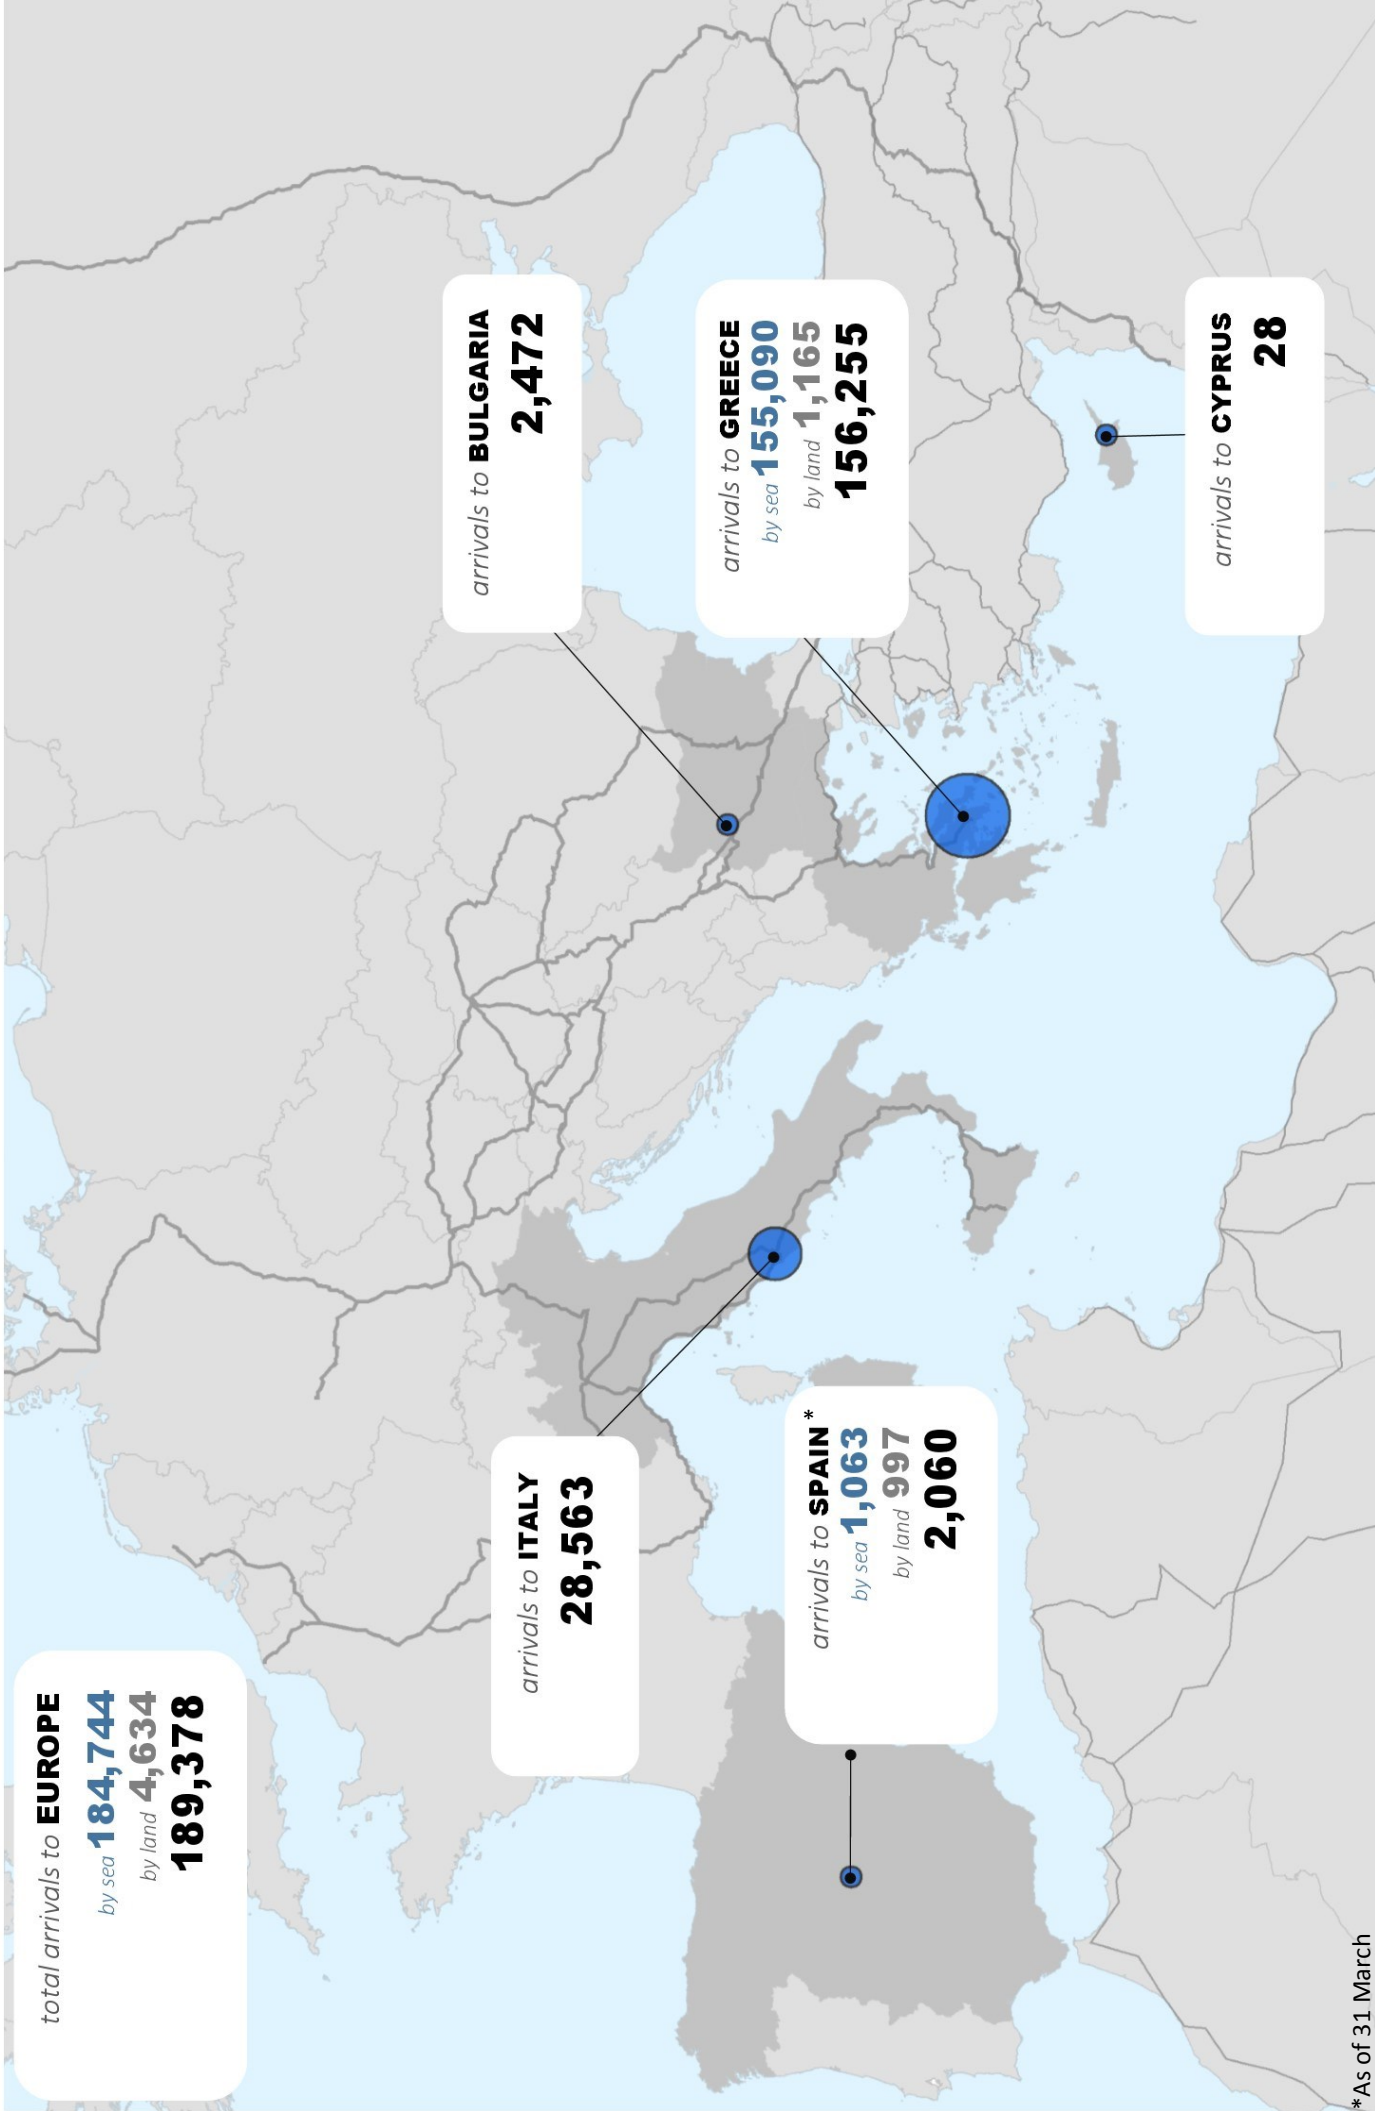 total arrivals to EUROPE
by sea 184,744
by land 4,634
189,378
arrivals to ITALY
28,563
arrivals to SPAIN *
by sea 1,063
by land 997
2,060
arrivals to BULGARIA
2,472
arrivals to GREECE
by sea 155,090
by land 1,165
156,255
arrivals to CYPRUS
28
*As of 31 March